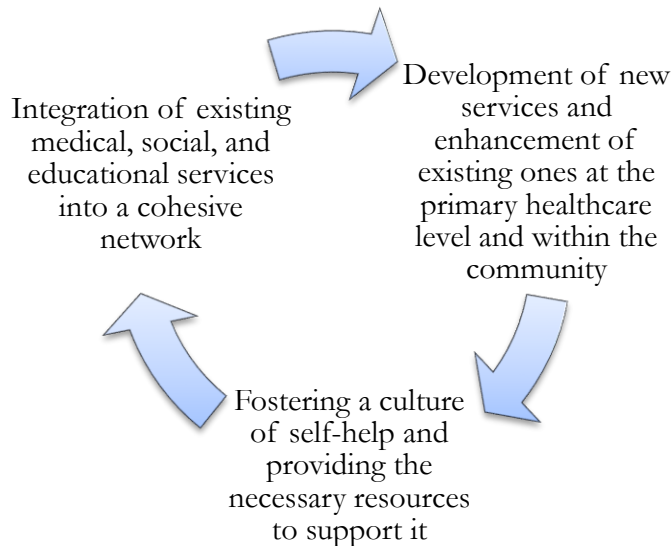 Integration of existing
medical, social, and
educational services
into a cohesive
network
Development of new
services and
enhancement of
existing ones at the
primary healthcare
level and within the
community
Fostering a culture
of self-help and
providing the
necessary resources
to support it